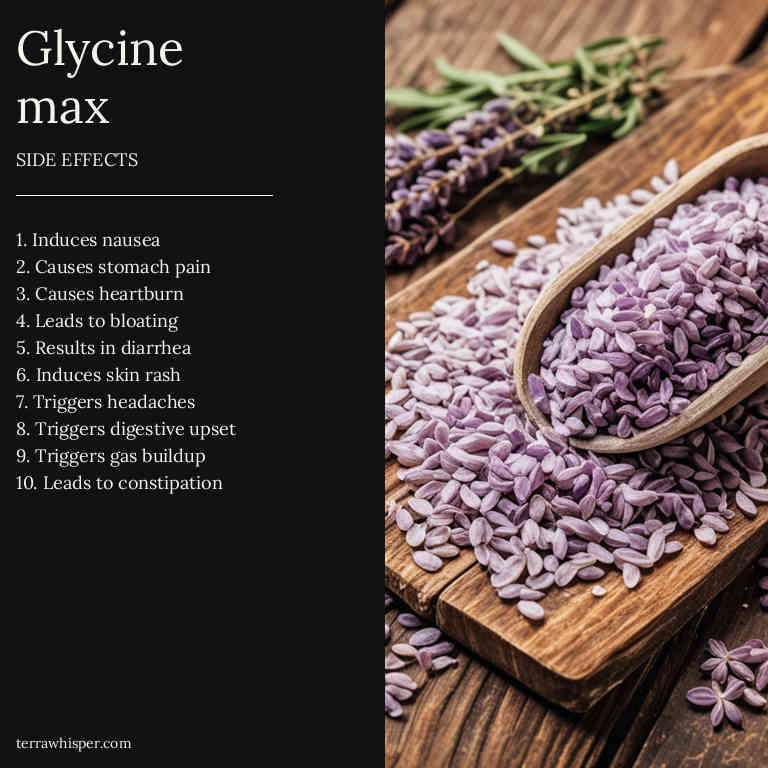 Glycine
max
SIDE EFFECTS
1. Induces nausea
2. Causes stomach pain
3. Causes heartburn
4. Leads to bloating
5. Results in diarrhea
6. Induces skin rash
7. Triggers headaches
8. Triggers digestive upset
9. Triggers gas buildup
10. Leads to constipation
terrawhisper.com